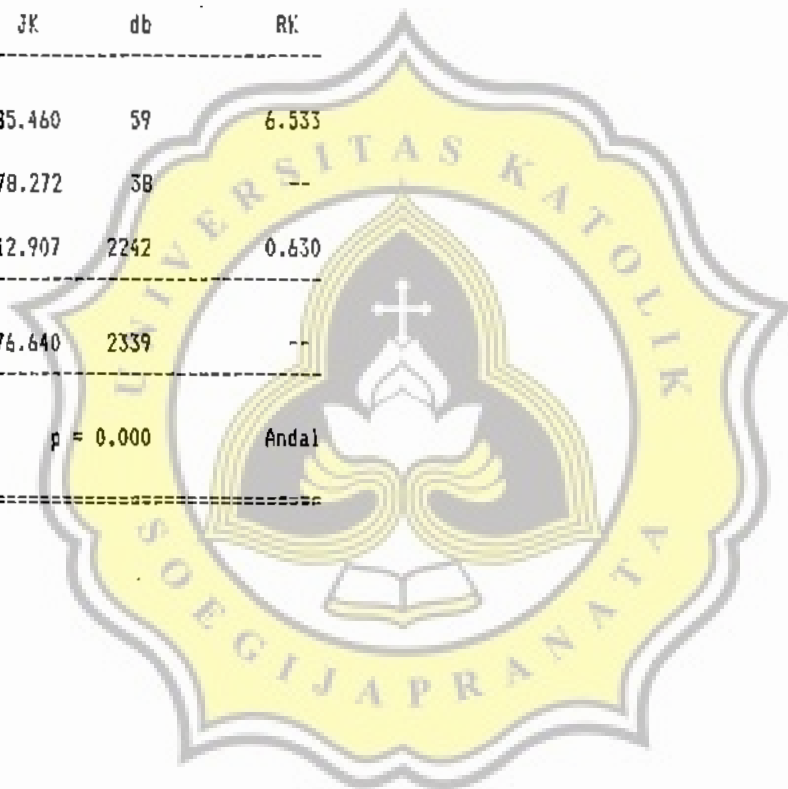 JK db RK
85.460 59 6.533
78.272 38 --
12.907 2242 0.630
76.640 2339 --
p = 0.000 Andal
UNIVERSITAS KATOLIK
SOEGIJAPRANATA